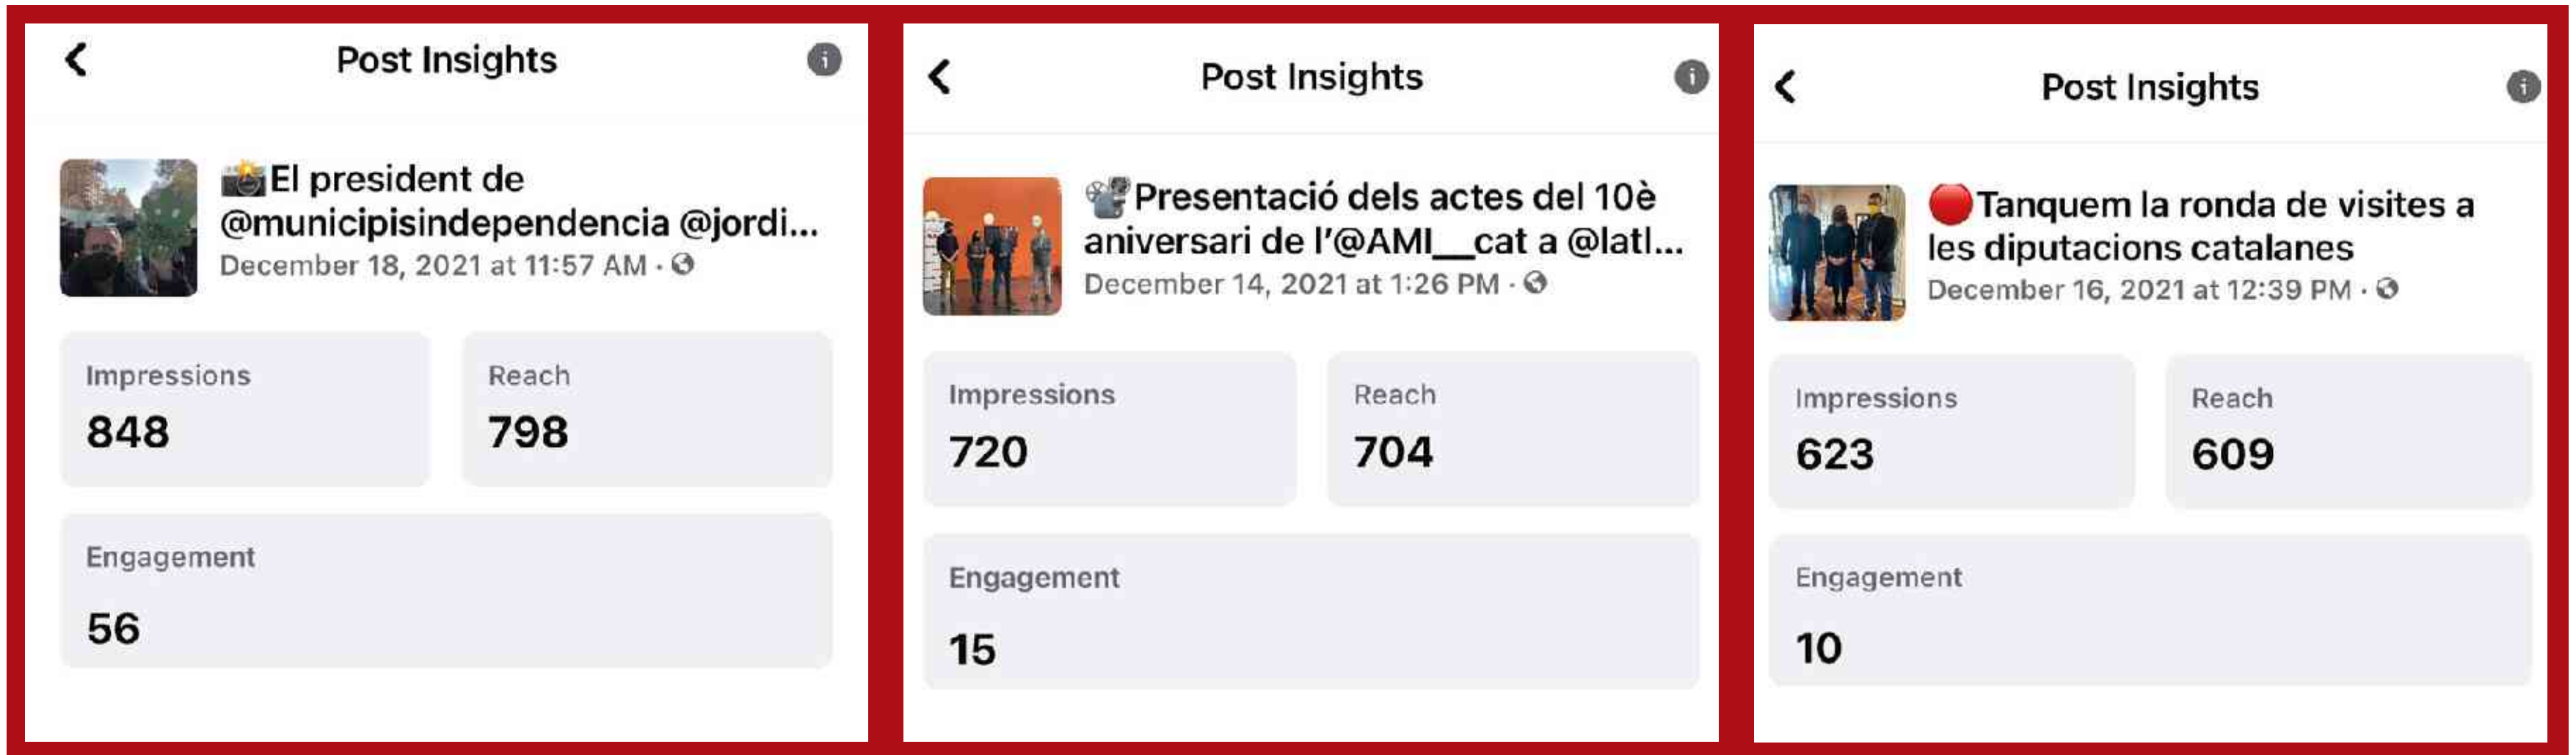 Post Insights
📸El president de
@municipisindependencia @jordi...
December 18, 2021 at 11:57 AM ·
Impressions
848
Reach
798
Engagement
56
Post Insights
📽Presentació dels actes del 10è
aniversari de l'@AMI__cat a @latl...
December 14, 2021 at 1:26 PM ·
Impressions
720
Reach
704
Engagement
15
Post Insights
🔴Tanquem la ronda de visites a
les diputacions catalanes
December 16, 2021 at 12:39 PM ·
Impressions
623
Reach
609
Engagement
10